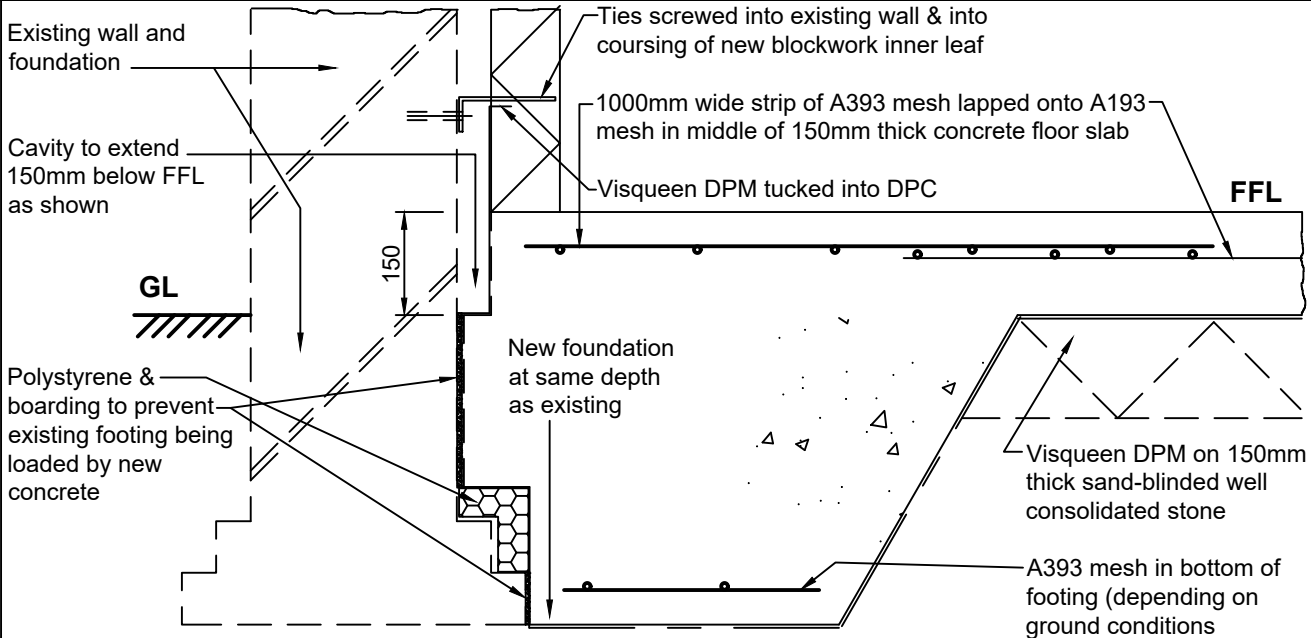 Existing wall and
foundation
Ties screwed into existing wall & into
coursing of new blockwork inner leaf
1000mm wide strip of A393 mesh lapped onto A193
mesh in middle of 150mm thick concrete floor slab
Cavity to extend
150mm below FFL
as shown
Visqueen DPM tucked into DPC
FFL
150
GL
New foundation
at same depth
as existing
Polystyrene &
boarding to prevent
existing footing being
loaded by new
concrete
Visqueen DPM on 150mm
thick sand-blinded well
consolidated stone
A393 mesh in bottom of
footing (depending on
ground conditions